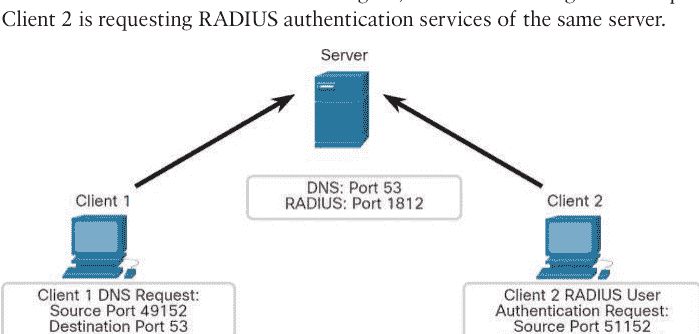 Client 2 is requesting RADIUS authentication services of the same server.
Server
DNS: Port 53
RADIUS: Port 1812
Client 1
Client 2
Client 1 DNS Request:
Source Port 49152
Destination Port 53
Client 2 RADIUS User
Authentication Request:
Source Port 51152